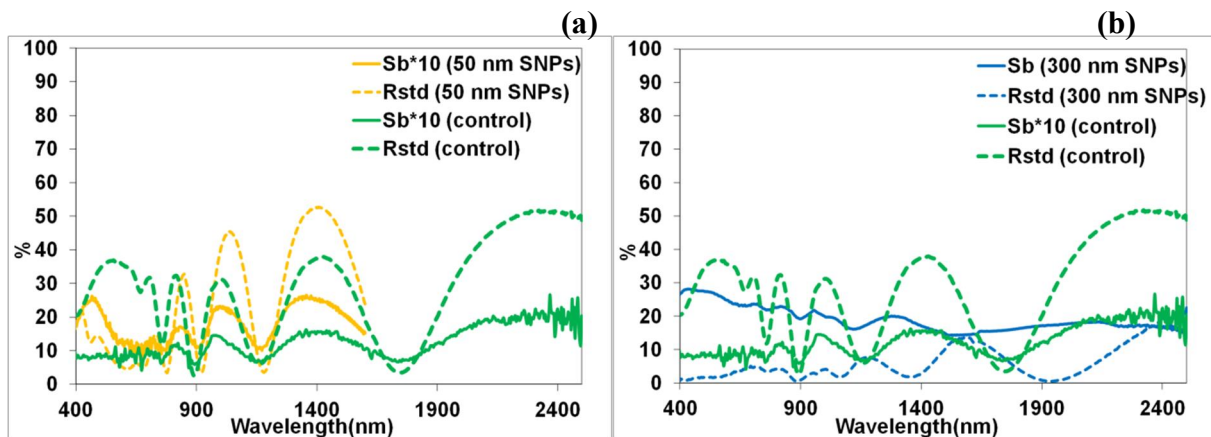 (a)
100
90
80
70
60
50
40
30
20
10
0
%
400 900 1400 1900 2400
Wavelength(nm)
Sb*10 (50 nm SNPs)
Rstd (50 nm SNPs)
Sb*10 (control)
Rstd (control)
(b)
100
90
80
70
60
50
40
30
20
10
0
%
400 900 1400 1900 2400
Wavelength(nm)
Sb (300 nm SNPs)
Rstd (300 nm SNPs)
Sb*10 (control)
Rstd (control)